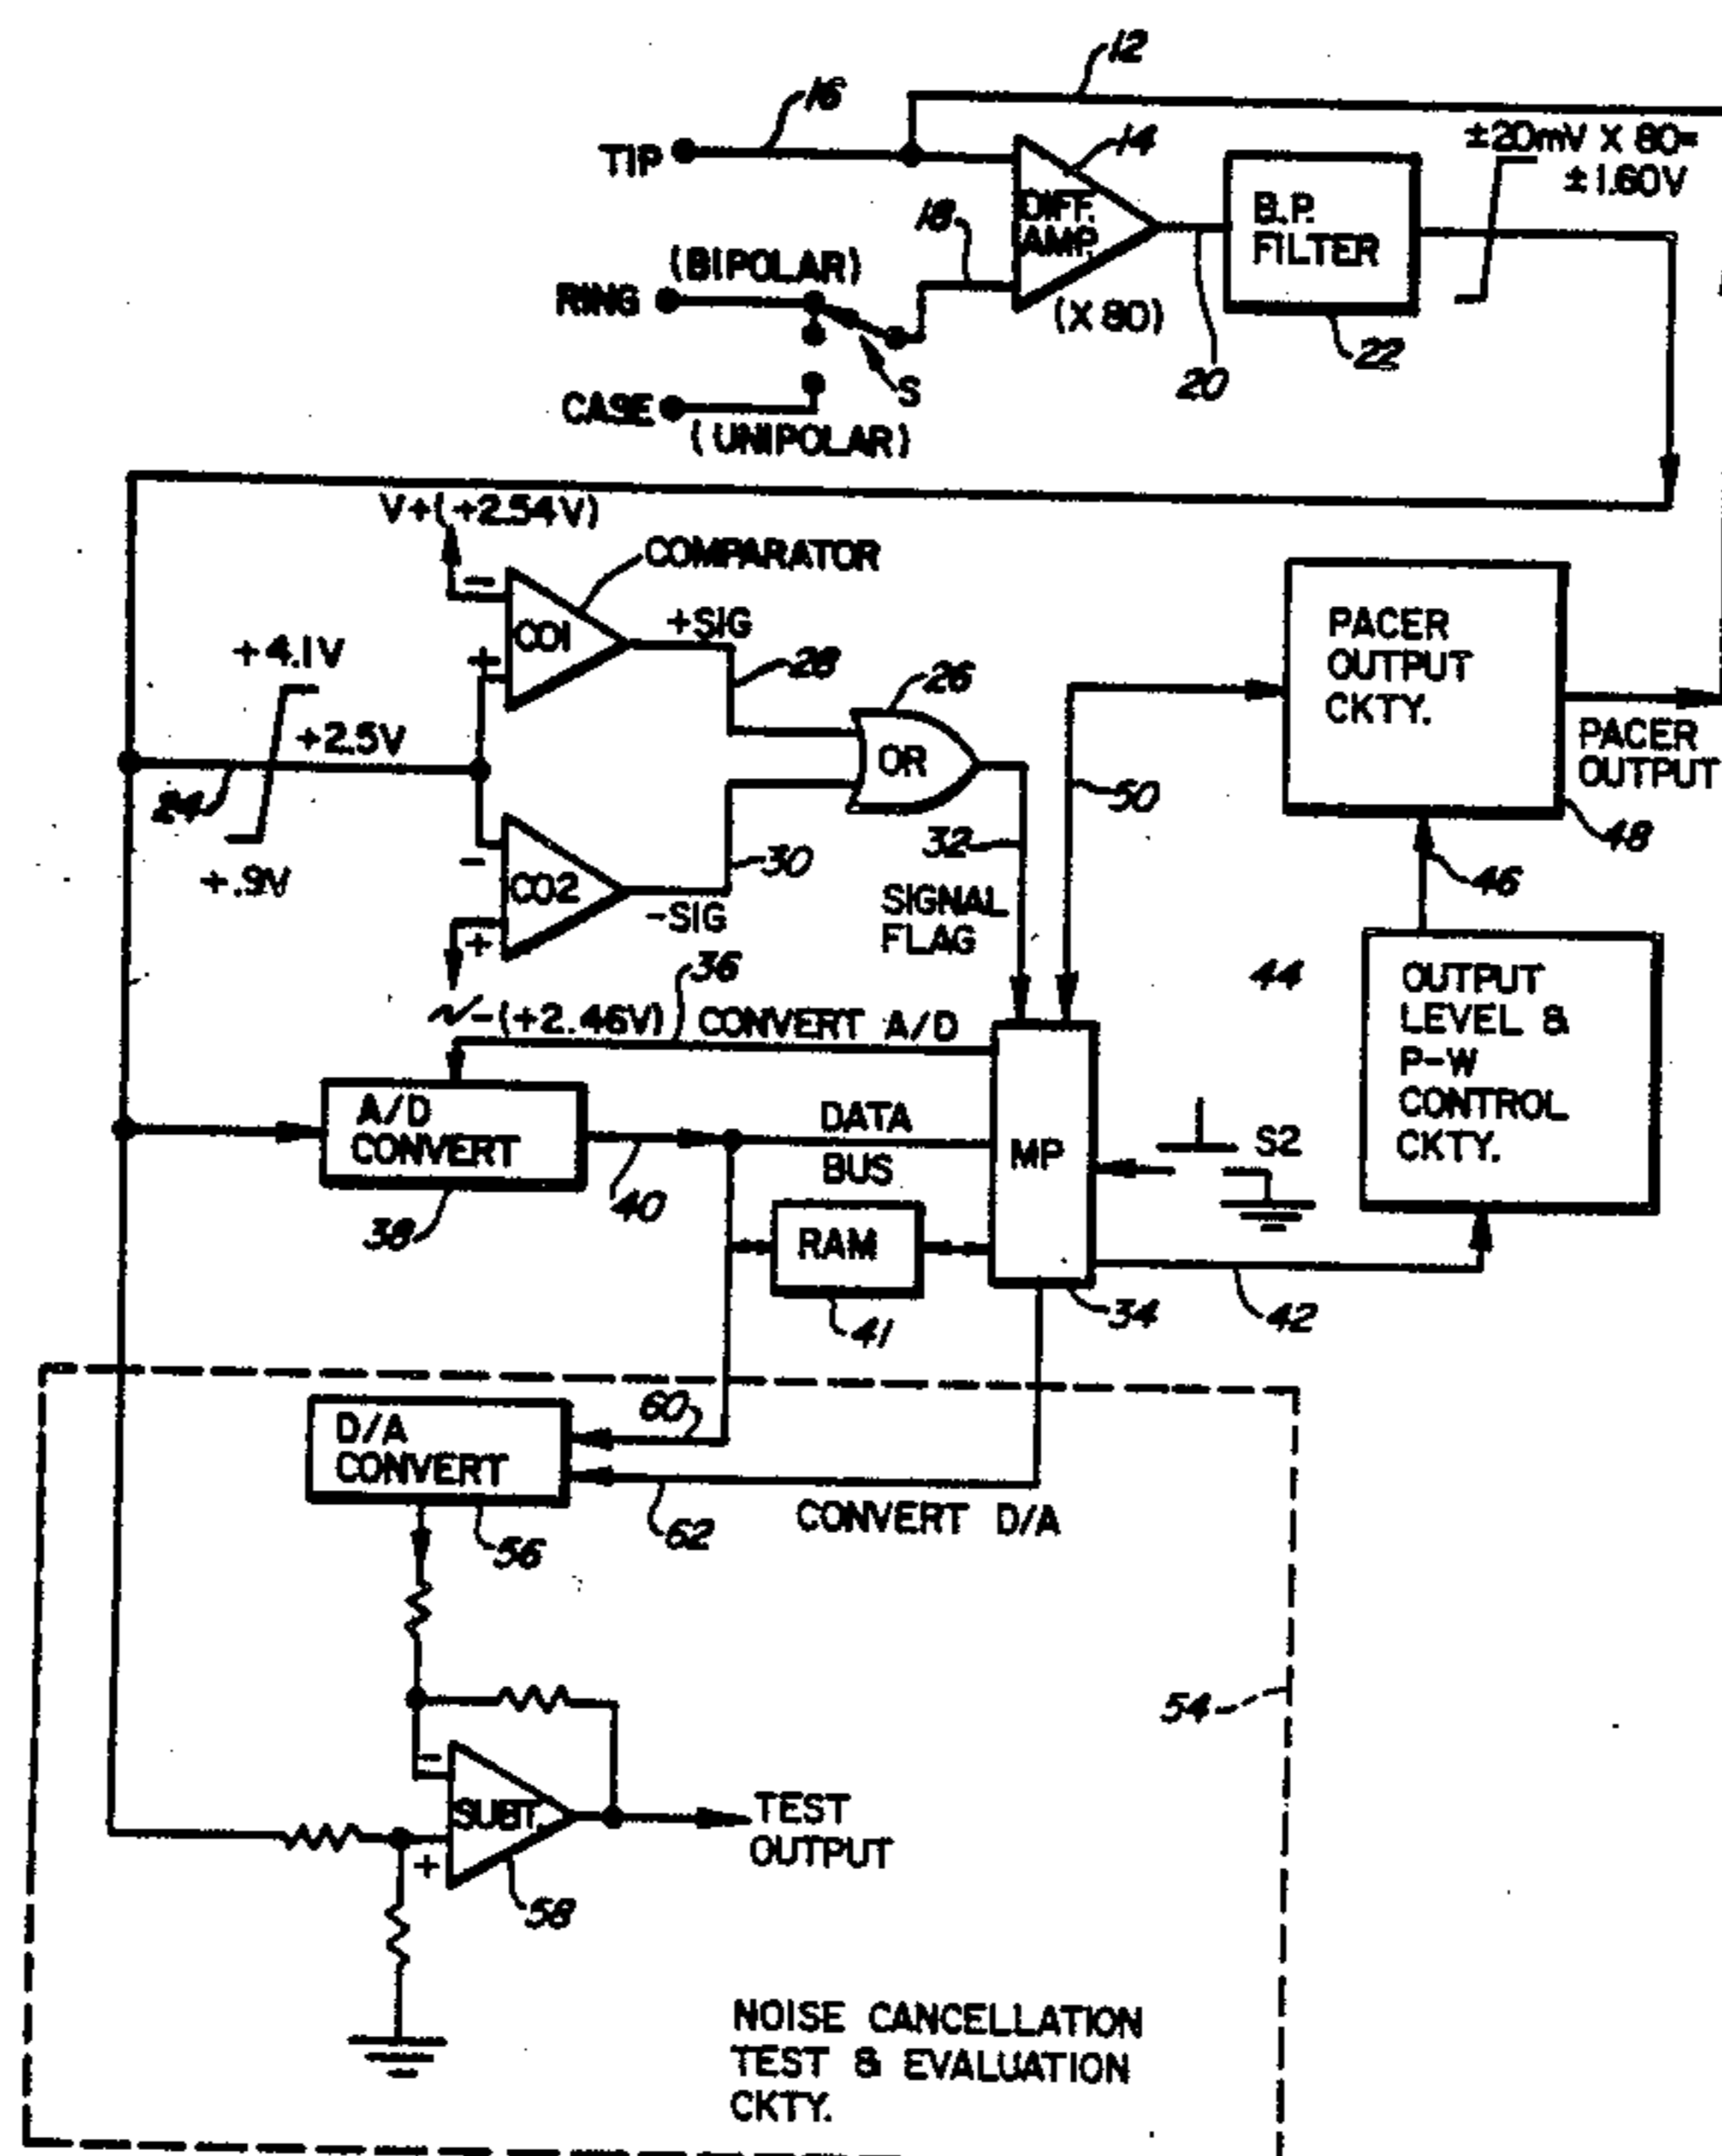 12
16
TIP
14
±20mV X 80=
±1.60V
DIFF.
AMP.
B.P.
FILTER
18
(BIPOLAR)
RING
(X 80)
22
20
S
CASE
(UNIPOLAR)
V+(+2.54V)
COMPARATOR
-
CO1
+
+SIG
28
26
+4.1V
+2.5V
OR
24
+.9V
PACER
OUTPUT
CKTY.
PACER
OUTPUT
50
48
32
30
-
CO2
+
-SIG
SIGNAL
FLAG
46
36
V-(+2.46V)
CONVERT A/D
44
OUTPUT
LEVEL &
P-W
CONTROL
CKTY.
A/D
CONVERT
DATA
BUS
MP
S2
40
38
RAM
41
34
42
D/A
CONVERT
60
62
CONVERT D/A
56
54
-
SUBT.
+
TEST
OUTPUT
58
NOISE CANCELLATION
TEST & EVALUATION
CKTY.